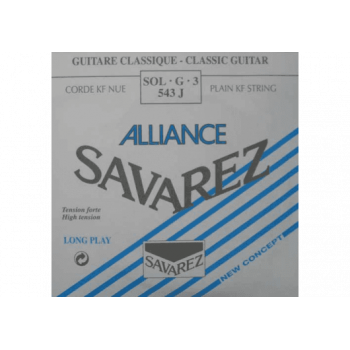 GUITARE CLASSIQUE - CLASSIC GUITAR
CORDE KF NUE
SOL - G - 3
543 J
PLAIN KF STRING
ALLIANCE
SAVAREZ
Tension forte
High tension
LONG PLAY
SAVAREZ
NEW CONCEPT